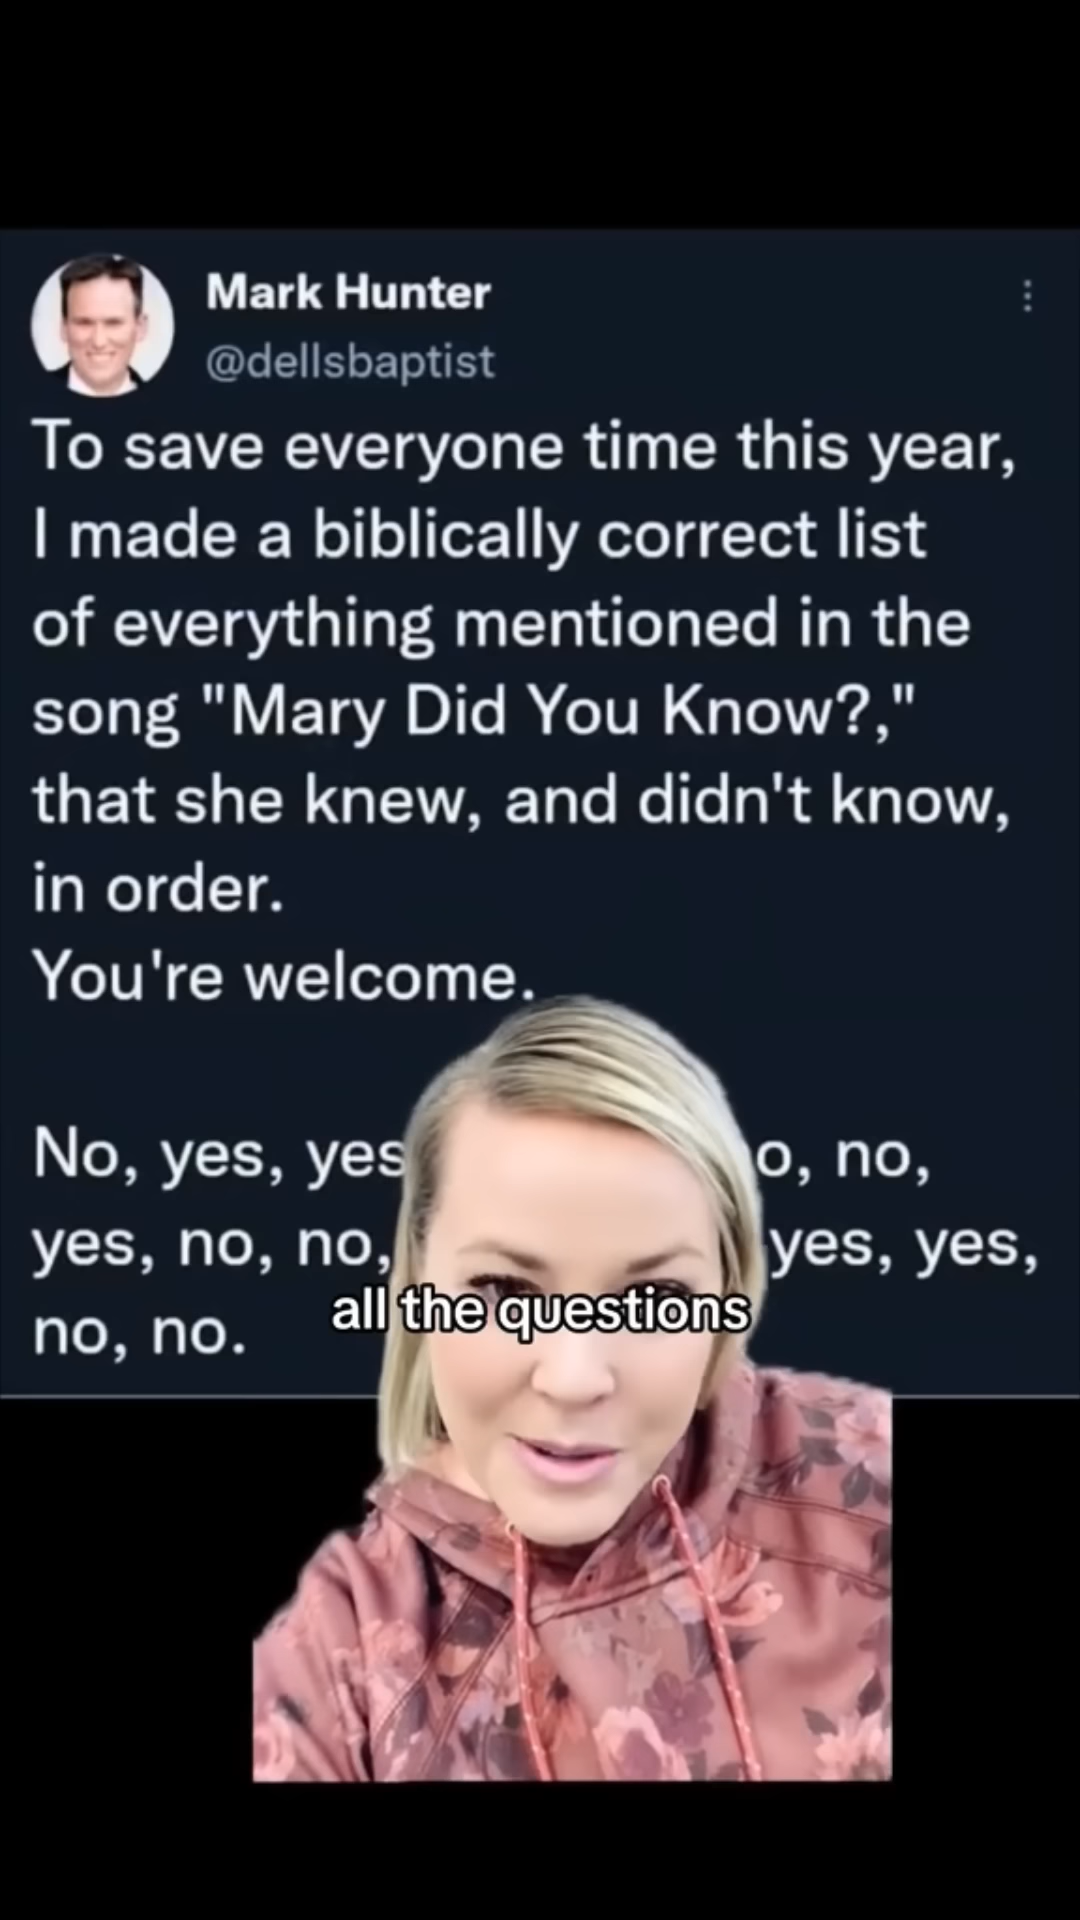 Mark Hunter
@dellsbaptist
To save everyone time this year,
I made a biblically correct list
of everything mentioned in the
song "Mary Did You Know?,"
that she knew, and didn't know,
in order.
You're welcome.
No, yes, yes no,
yes, no, no, yes, yes,
no, no.
all the questions